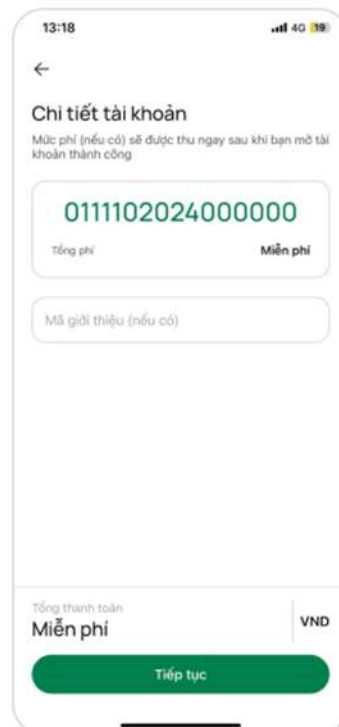 13:18 4G 19
Chi tiết tài khoản
Mức phí (nếu có) sẽ được thu ngay sau khi bạn mở tài
khoản thành công
0111102024000000
Tổng phí Miễn phí
Mã giới thiệu (nếu có)
Tổng thanh toán
Miễn phí VND
Tiếp tục